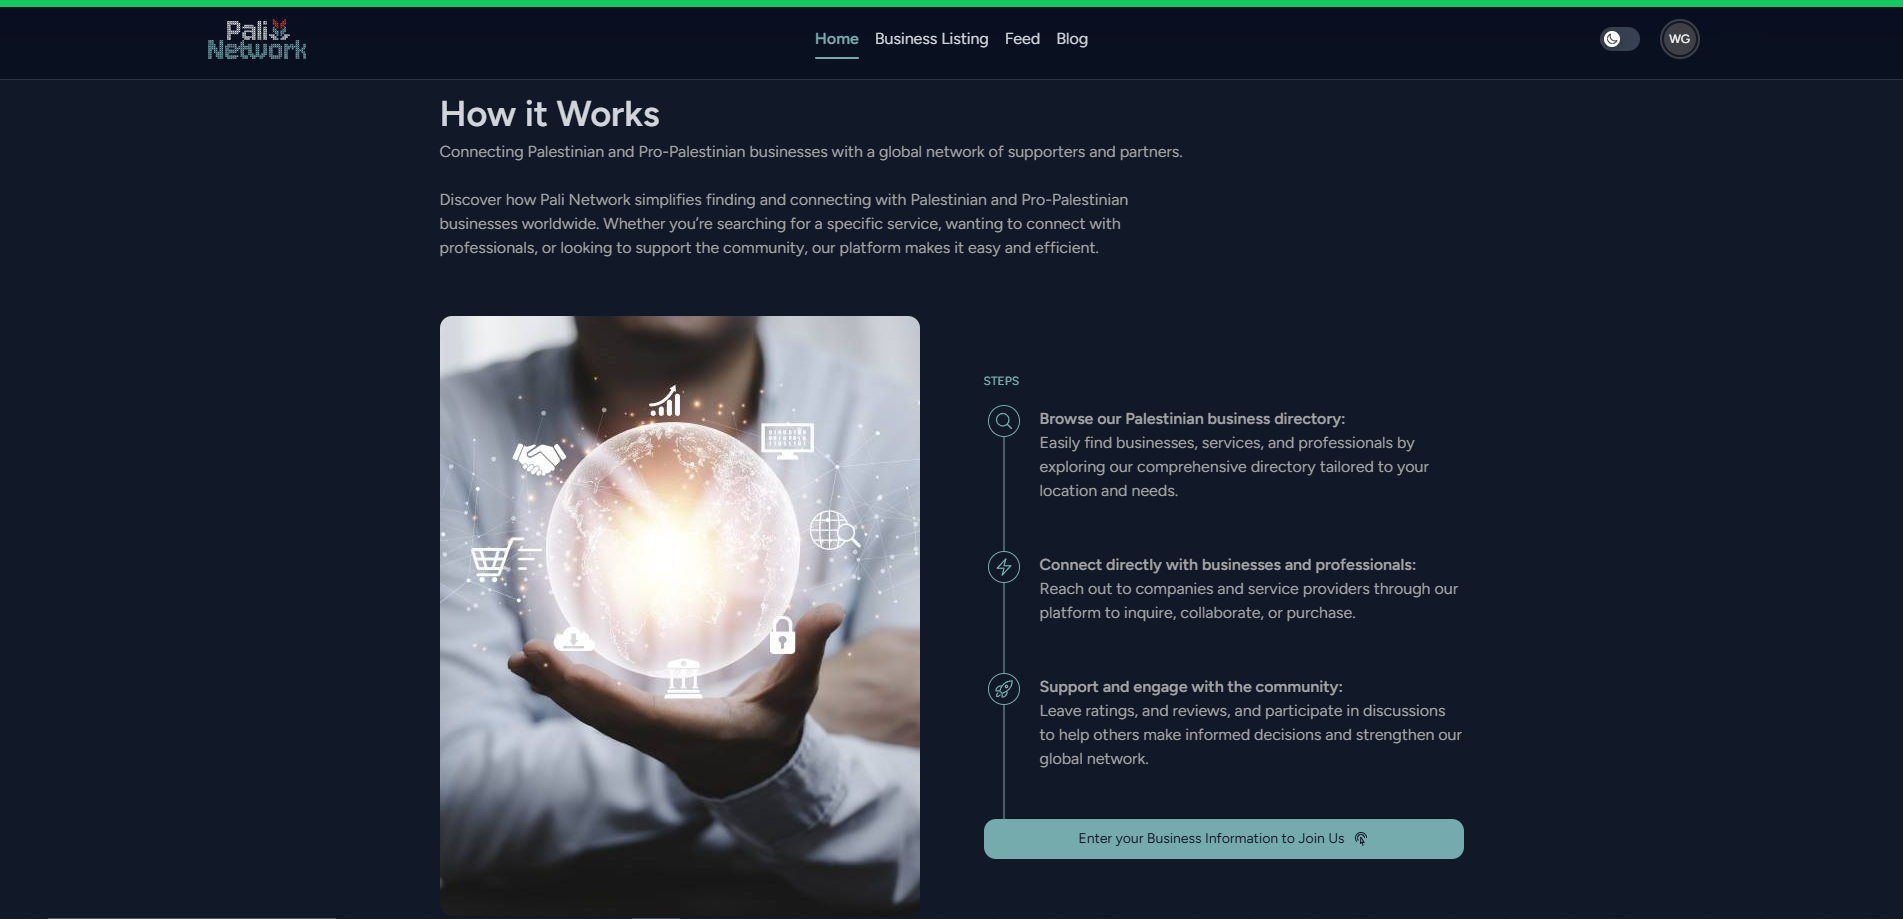 Pali
Network
Home
Business Listing
Feed
Blog
WG
How it Works
Connecting Palestinian and Pro-Palestinian businesses with a global network of supporters and partners.
Discover how Pali Network simplifies finding and connecting with Palestinian and Pro-Palestinian
businesses worldwide. Whether you’re searching for a specific service, wanting to connect with
professionals, or looking to support the community, our platform makes it easy and efficient.
STEPS
Browse our Palestinian business directory:
Easily find businesses, services, and professionals by
exploring our comprehensive directory tailored to your
location and needs.
Connect directly with businesses and professionals:
Reach out to companies and service providers through our
platform to inquire, collaborate, or purchase.
Support and engage with the community:
Leave ratings, and reviews, and participate in discussions
to help others make informed decisions and strengthen our
global network.
Enter your Business Information to Join Us